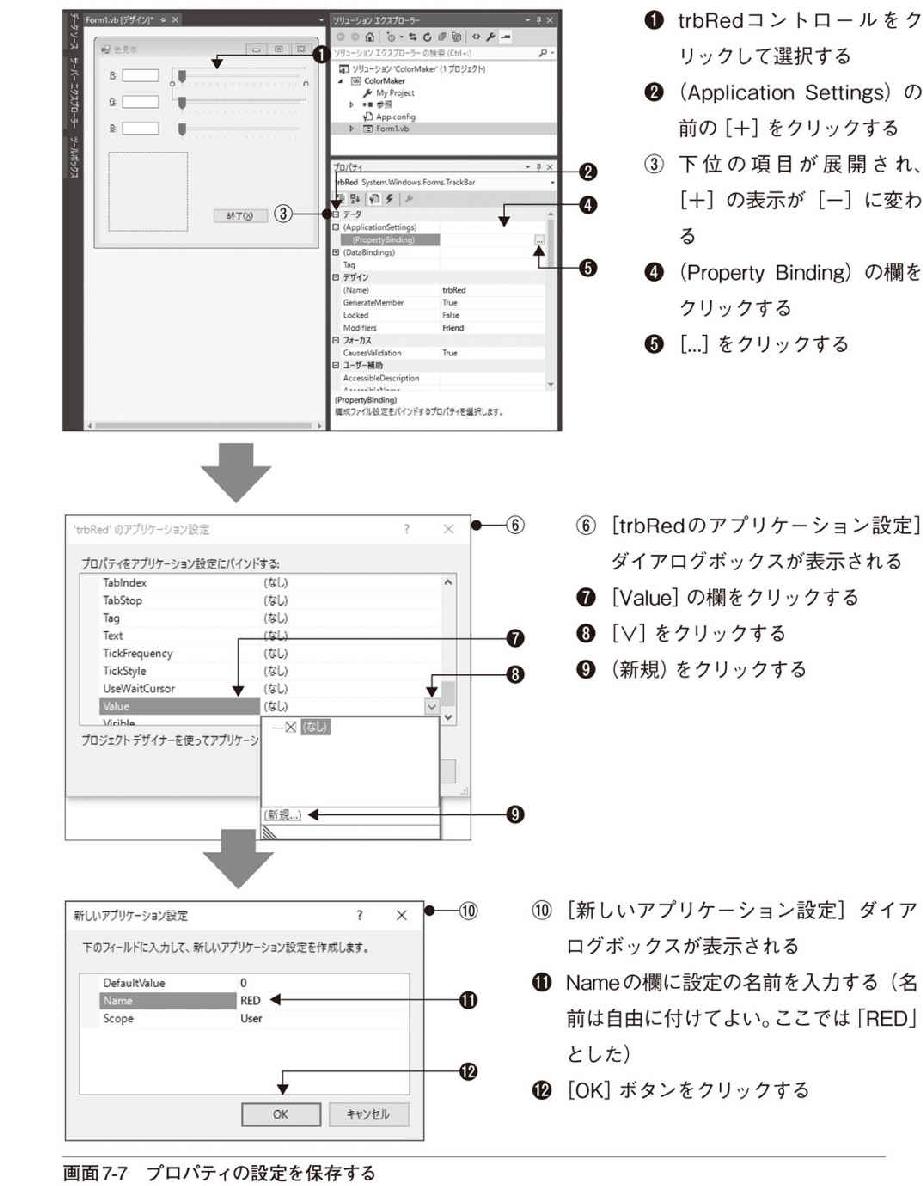 Form1.vb [デザイン]*
ソリューション エクスプローラー
データソース サーバー エクスプローラー ツールボックス
色見本
ソリューション エクスプローラー の検索 (Ctrl+;)
ソリューション"ColorMaker" (1 プロジェクト)
ColorMaker
My Project
参照
App.config
Form1.vb
R:
G:
B:
終了(X)
プロパティ
trbRed System.Windows.Forms.TrackBar
データ
(ApplicationSettings)
(PropertyBinding)
(DataBindings)
Tag
デザイン
(Name) trbRed
GenerateMember True
Locked False
Modifiers Friend
フォーカス
CausesValidation True
ユーザー補助
AccessibleDescription
AccessibleName
(PropertyBinding)
構成ファイル設定をバインドするプロパティを選択します。
❶
❷
③
❹
❺
❶ trbRedコントロールをク
リックして選択する
❷ (Application Settings) の
前の [＋] をクリックする
③ 下位の項目が展開され、
[＋] の表示が [－] に変わ
る
❹ (Property Binding) の欄を
クリックする
❺ [...] をクリックする
'trbRed' のアプリケーション設定 ? ×
プロパティをアプリケーション設定にバインドする:
TabIndex (なし)
TabStop (なし)
Tag (なし)
Text (なし)
TickFrequency (なし)
TickStyle (なし)
UseWaitCursor (なし)
Value (なし)
Visible
プロジェクト デザイナーを使ってアプリケーシ
(なし)
(新規...)
⑥
❼
❽
❾
⑥ [trbRedのアプリケーション設定]
ダイアログボックスが表示される
❼ [Value] の欄をクリックする
❽ [∨] をクリックする
❾ (新規) をクリックする
新しいアプリケーション設定 ? ×
下のフィールドに入力して、新しいアプリケーション設定を作成します。
DefaultValue 0
Name RED
Scope User
OK キャンセル
⑩
⓫
⓬
⑩ [新しいアプリケーション設定] ダイア
ログボックスが表示される
⓫ Nameの欄に設定の名前を入力する (名
前は自由に付けてよい。ここでは「RED」
とした)
⓬ [OK] ボタンをクリックする
画面7-7 プロパティの設定を保存する